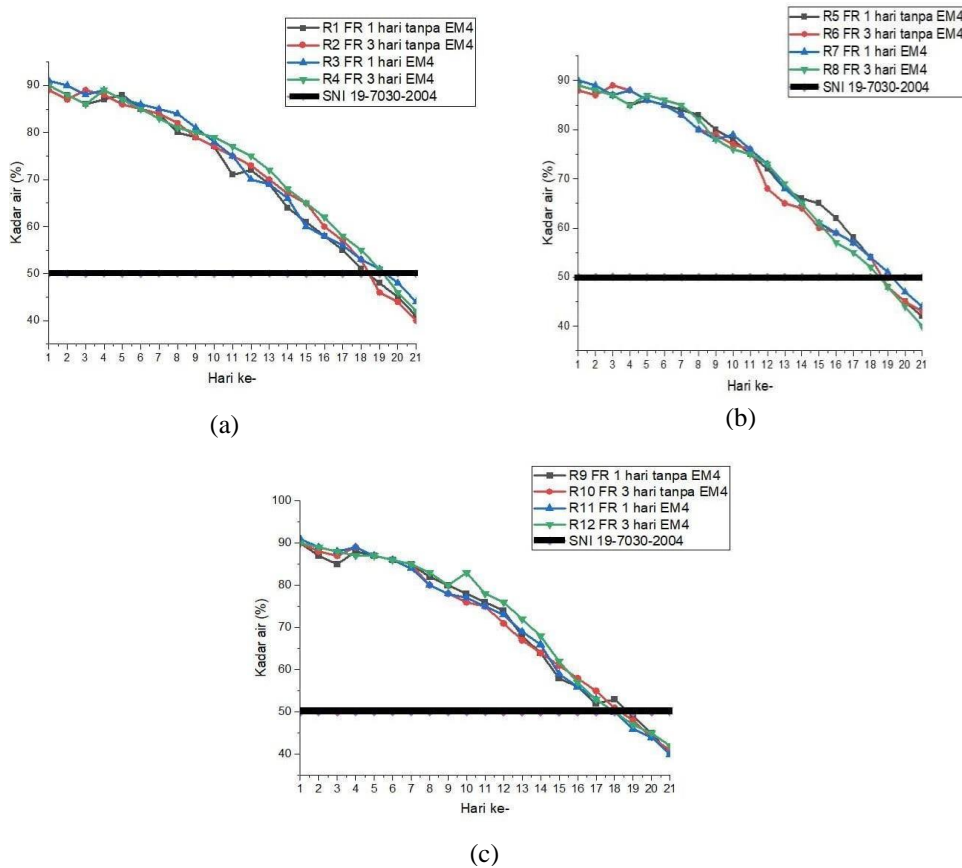 R1 FR 1 hari tanpa EM4
R2 FR 3 hari tanpa EM4
R3 FR 1 hari EM4
R4 FR 3 hari EM4
SNI 19-7030-2004
90
80
70
60
50
40
Kadar air (%)
1 2 3 4 5 6 7 8 9 10 11 12 13 14 15 16 17 18 19 20 21
Hari ke-
(a)
R5 FR 1 hari tanpa EM4
R6 FR 3 hari tanpa EM4
R7 FR 1 hari EM4
R8 FR 3 hari EM4
SNI 19-7030-2004
90
80
70
60
50
40
Kadar air (%)
1 2 3 4 5 6 7 8 9 10 11 12 13 14 15 16 17 18 19 20 21
Hari ke-
(b)
R9 FR 1 hari tanpa EM4
R10 FR 3 hari tanpa EM4
R11 FR 1 hari EM4
R12 FR 3 hari EM4
SNI 19-7030-2004
100
90
80
70
60
50
40
Kadar air (%)
1 2 3 4 5 6 7 8 9 10 11 12 13 14 15 16 17 18 19 20 21
Hari ke-
(c)